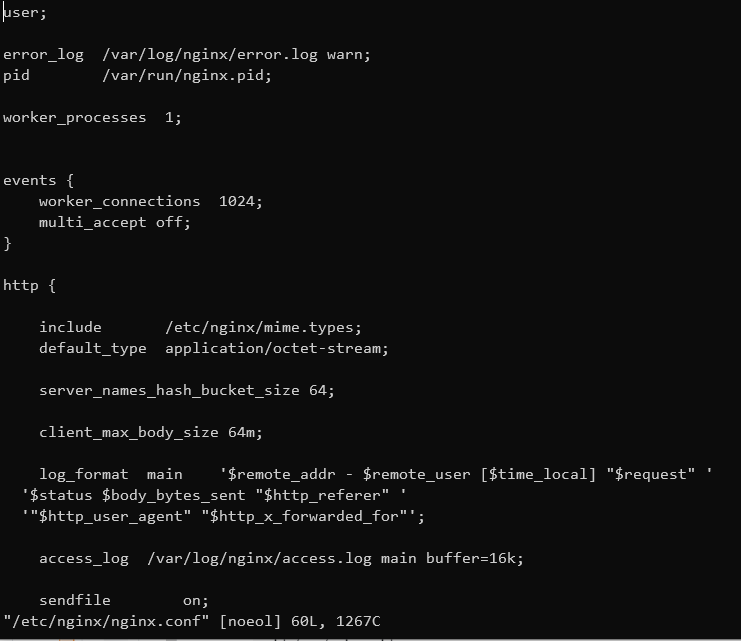 user;
error_log  /var/log/nginx/error.log warn;
pid        /var/run/nginx.pid;
worker_processes  1;
events {
    worker_connections  1024;
    multi_accept off;
}
http {
    include       /etc/nginx/mime.types;
    default_type  application/octet-stream;
    server_names_hash_bucket_size 64;
    client_max_body_size 64m;
    log_format  main    '$remote_addr - $remote_user [$time_local] "$request" '
  '$status $body_bytes_sent "$http_referer" '
  '"$http_user_agent" "$http_x_forwarded_for"';
    access_log  /var/log/nginx/access.log main buffer=16k;
    sendfile        on;
"/etc/nginx/nginx.conf" [noeol] 60L, 1267C